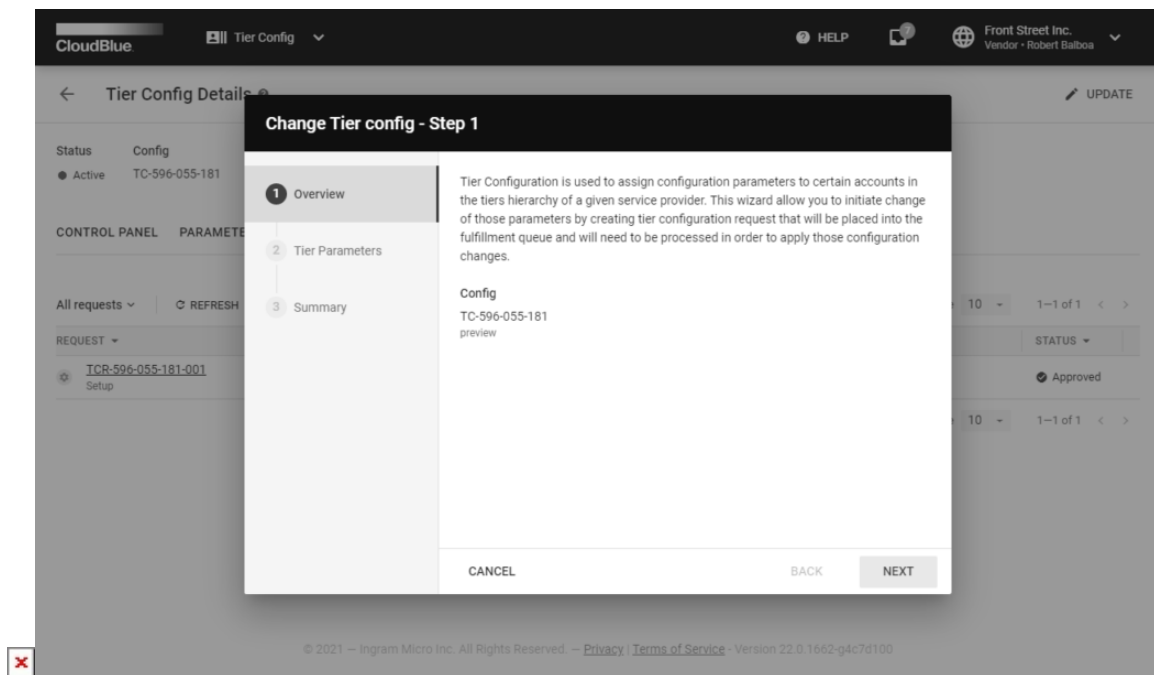 CloudBlue
Tier Config
HELP
7
Front Street Inc.
Vendor • Robert Balboa
Tier Config Details
UPDATE
Status Config
Active TC-596-055-181
CONTROL PANEL PARAMETE
All requests
REFRESH
10
1–1 of 1
REQUEST
STATUS
TCR-596-055-181-001
Setup
Approved
10
1–1 of 1
Change Tier config - Step 1
1 Overview
2 Tier Parameters
3 Summary
Tier Configuration is used to assign configuration parameters to certain accounts in
the tiers hierarchy of a given service provider. This wizard allow you to initiate change
of those parameters by creating tier configuration request that will be placed into the
fulfillment queue and will need to be processed in order to apply those configuration
changes.
Config
TC-596-055-181
preview
CANCEL
BACK
NEXT
© 2021 – Ingram Micro Inc. All Rights Reserved. – Privacy | Terms of Service - Version 22.0.1662-g4c7d100